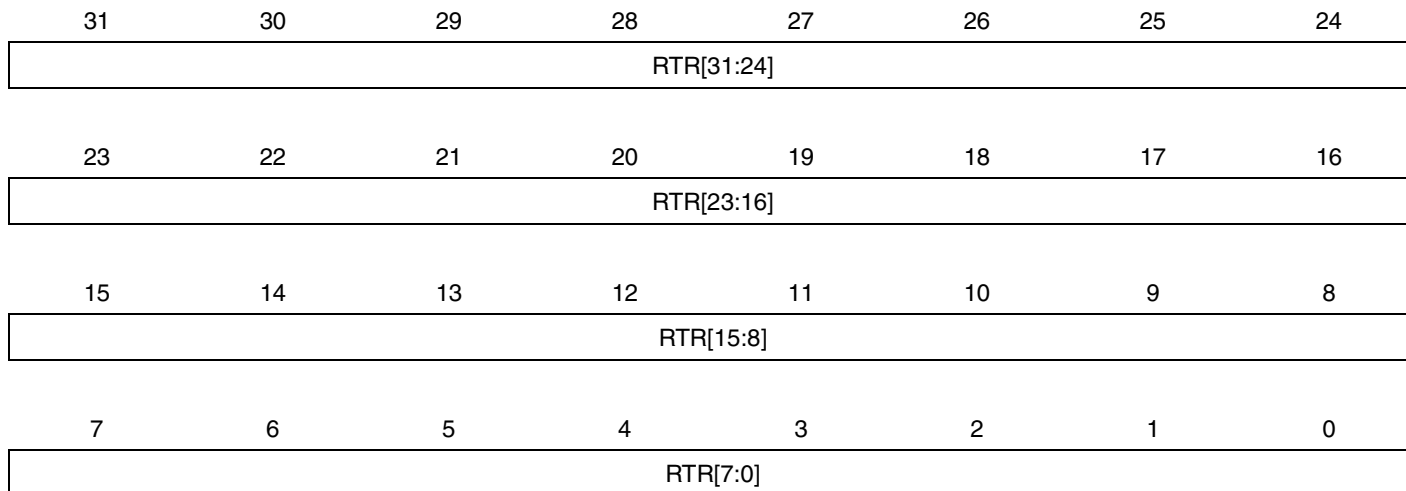 31 30 29 28 27 26 25 24
RTR[31:24]
23 22 21 20 19 18 17 16
RTR[23:16]
15 14 13 12 11 10 9 8
RTR[15:8]
7 6 5 4 3 2 1 0
RTR[7:0]